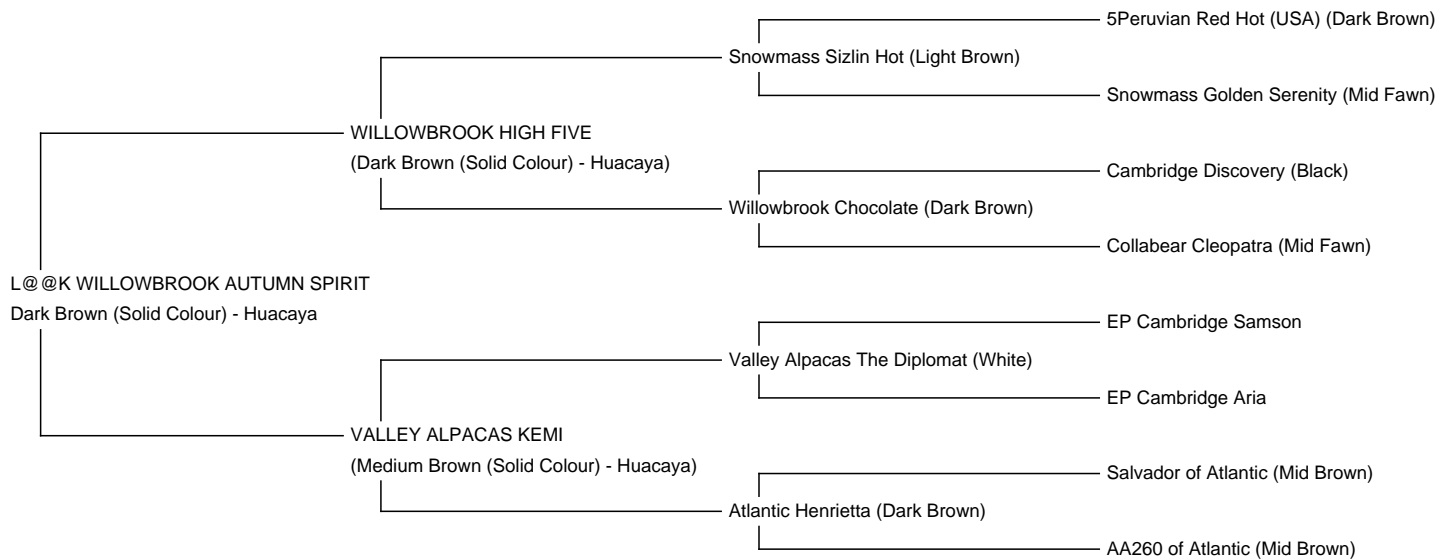 5Peruvian Red Hot (USA) (Dark Brown)
Snowmass Sizlin Hot (Light Brown)
Snowmass Golden Serenity (Mid Fawn)
WILLOWBROOK HIGH FIVE
(Dark Brown (Solid Colour) - Huacaya)
Cambridge Discovery (Black)
Willowbrook Chocolate (Dark Brown)
Collabear Cleopatra (Mid Fawn)
L@@K WILLOWBROOK AUTUMN SPIRIT
Dark Brown (Solid Colour) - Huacaya
EP Cambridge Samson
Valley Alpacas The Diplomat (White)
EP Cambridge Aria
VALLEY ALPACAS KEMI
(Medium Brown (Solid Colour) - Huacaya)
Salvador of Atlantic (Mid Brown)
Atlantic Henrietta (Dark Brown)
AA260 of Atlantic (Mid Brown)